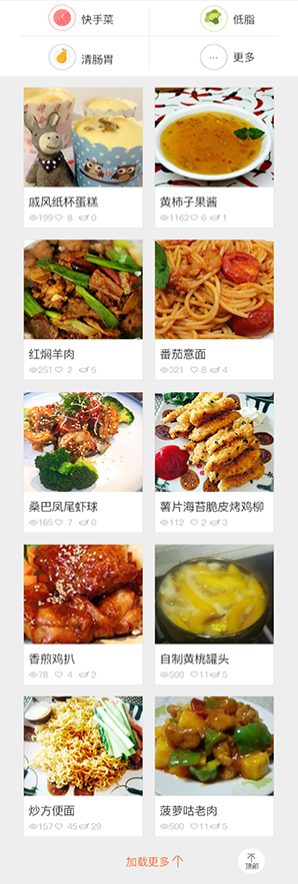 快手菜 低脂
清肠胃 更多
戚风纸杯蛋糕 黄柿子果酱
199 8 0 1162 6 1
红焖羊肉 番茄意面
251 2 5 321 8 4
桑巴凤尾虾球 薯片海苔脆皮烤鸡柳
165 7 0 112 2 3
香煎鸡扒 自制黄桃罐头
78 4 2 500 11 5
炒方便面 菠萝咕老肉
157 45 29 500 11 5
加载更多
顶部